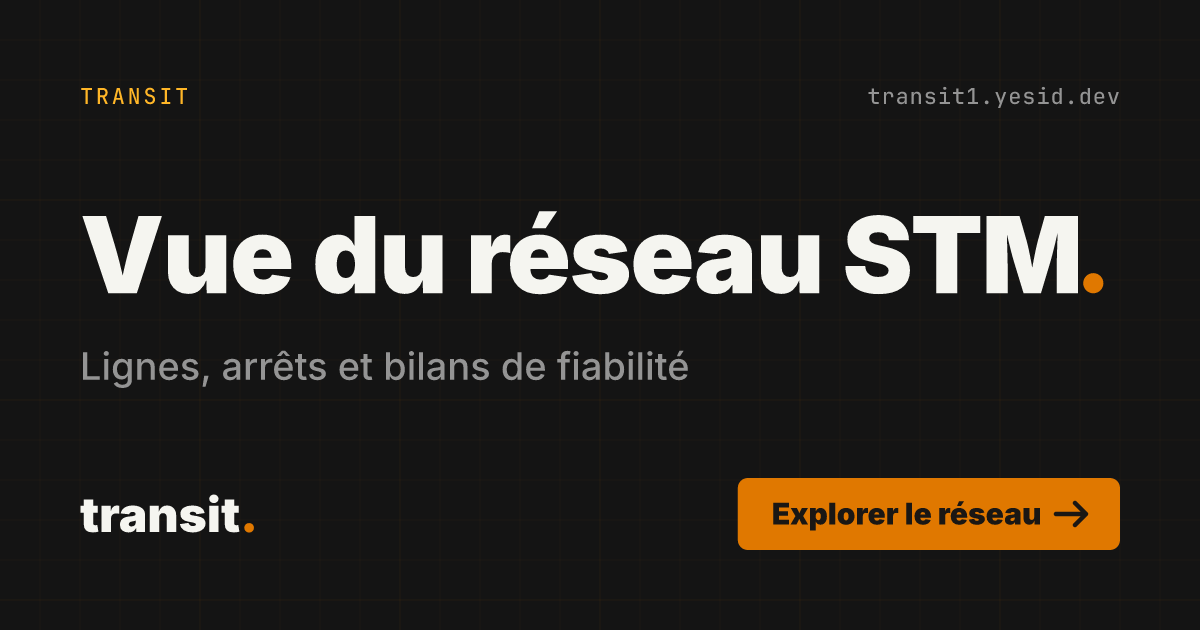 TRANSIT
transit1.yesid.dev
Vue du réseau STM.
Lignes, arrêts et bilans de fiabilité
transit.
Explorer le réseau →